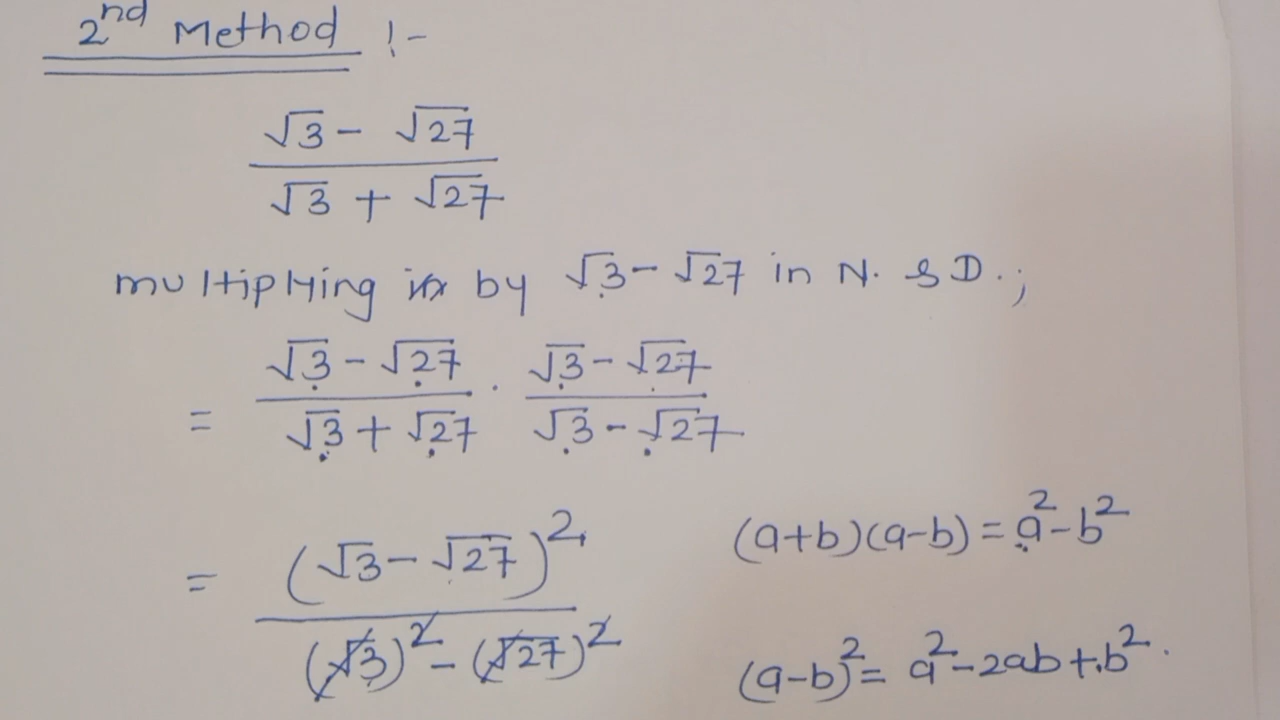 2nd Method :-
√3 - √27
√3 + √27
multiplying by √3 - √27 in N. & D.;
= √3 - √27 . √3 - √27
√3 + √27 √3 - √27
= (√3 - √27)²
(√3)² - (√27)²
(a+b)(a-b) = a²-b²
(a-b)² = a²-2ab+b².